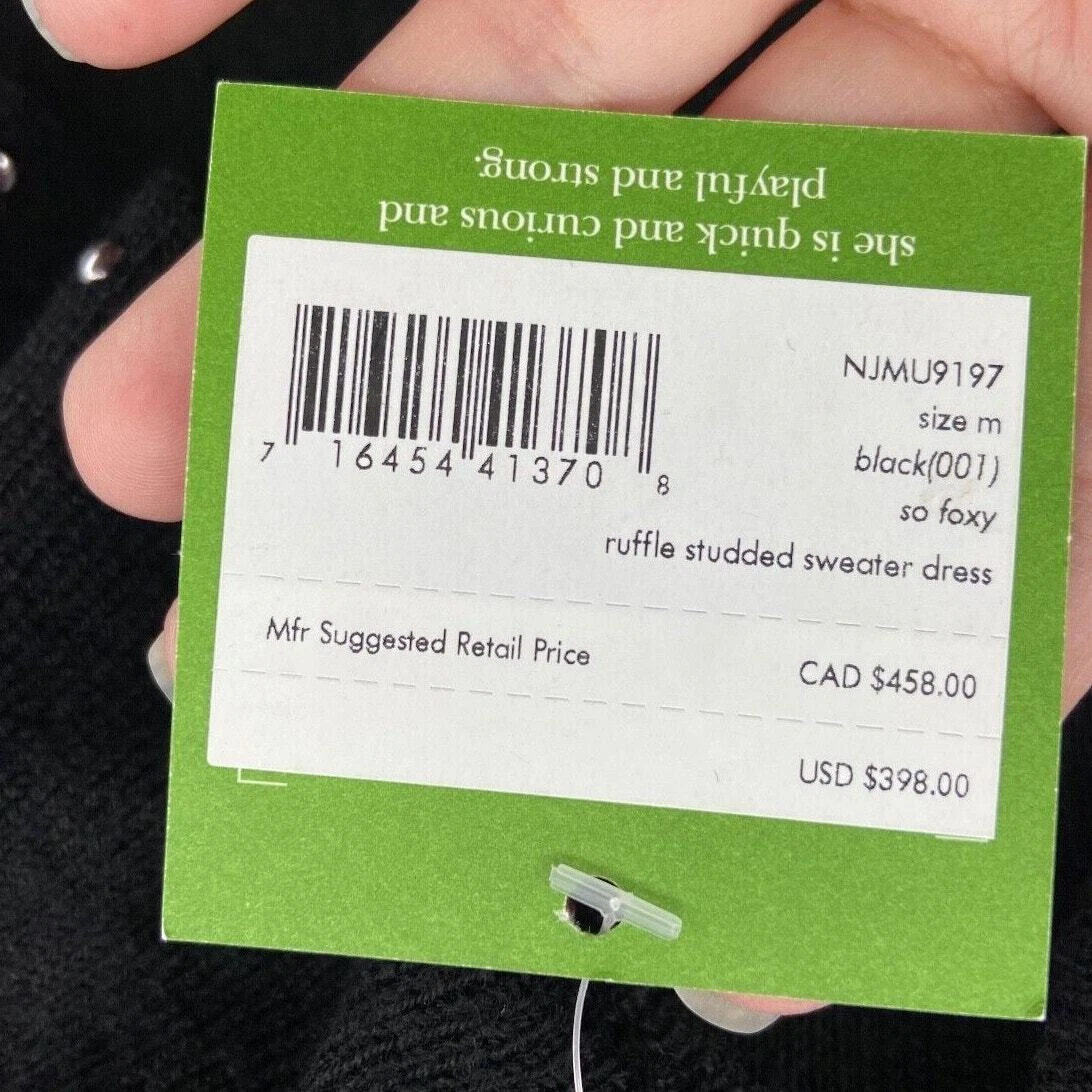 she is quick and curious and
playful and strong.
NJMU9197
size m
black(001)
so foxy
ruffle studded sweater dress
7 16454 41370 8
Mfr Suggested Retail Price CAD $458.00
USD $398.00